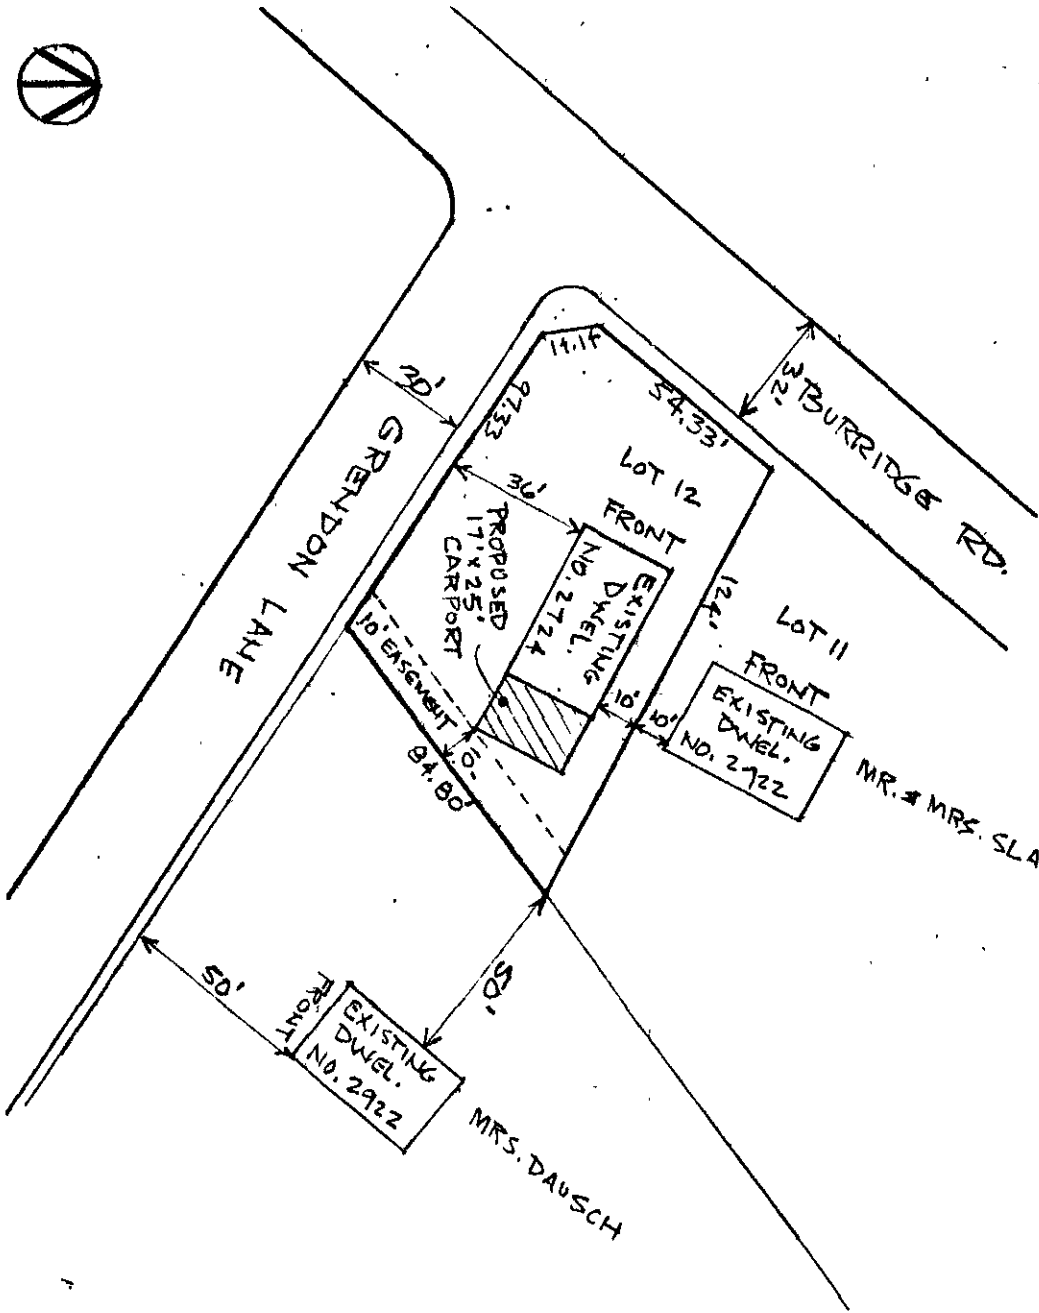 14.14
30'
97.33
54.33'
32'
BURRIDGE RD.
GRENDON LANE
LOT 12
FRONT
36'
PROPOSED
17' x 25'
CARPORT
EXISTING
DWEL.
NO. 2724
124'
LOT 11
FRONT
EXISTING
DWEL.
NO. 2922
MR. & MRS. SLA
10' EASEMENT
10'
10'
10'
84.80'
50'
50'
FRONT
EXISTING
DWEL.
NO. 2922
MRS. DAUSCH